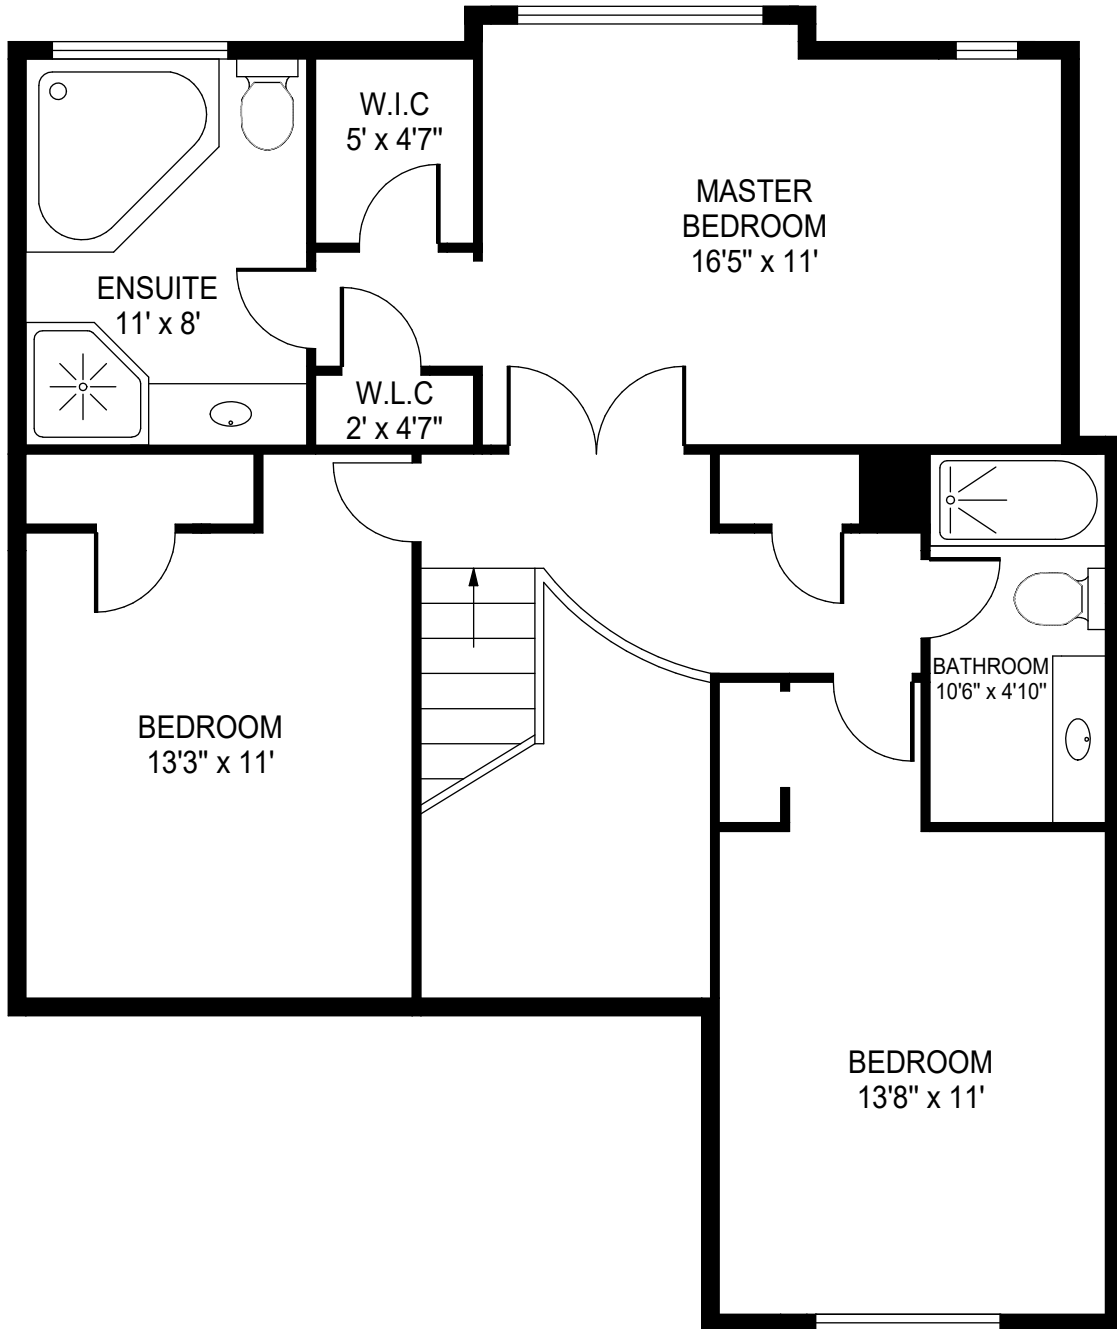 W.I.C
5' x 4'7"
MASTER
BEDROOM
16'5" x 11'
ENSUITE
11' x 8'
W.L.C
2' x 4'7"
BATHROOM
10'6" x 4'10"
BEDROOM
13'3" x 11'
BEDROOM
13'8" x 11'